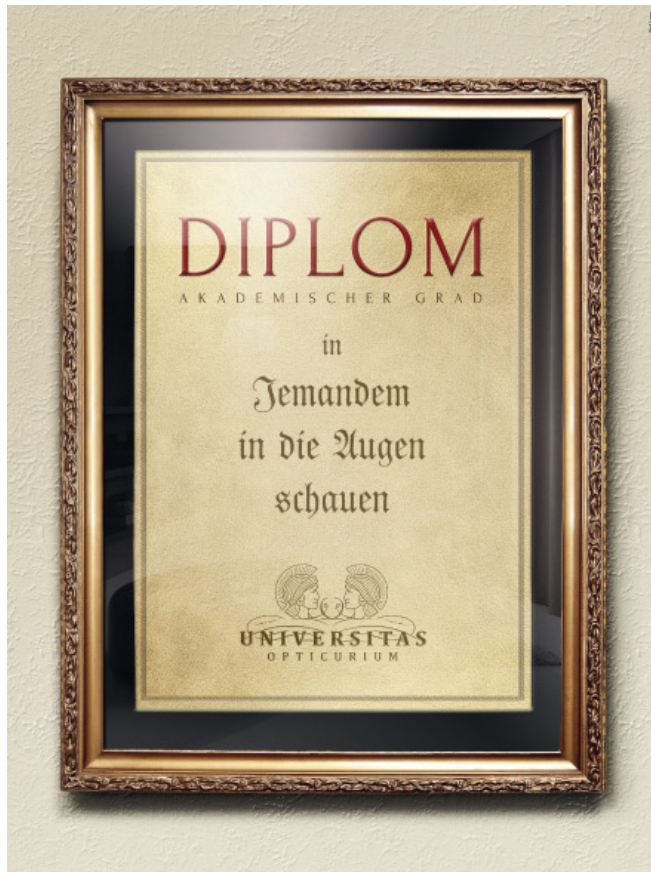 DIPLOM
AKADEMISCHER GRAD
in
Jemandem
in die Augen
schauen
UNIVERSITAS
OPTICURIUM